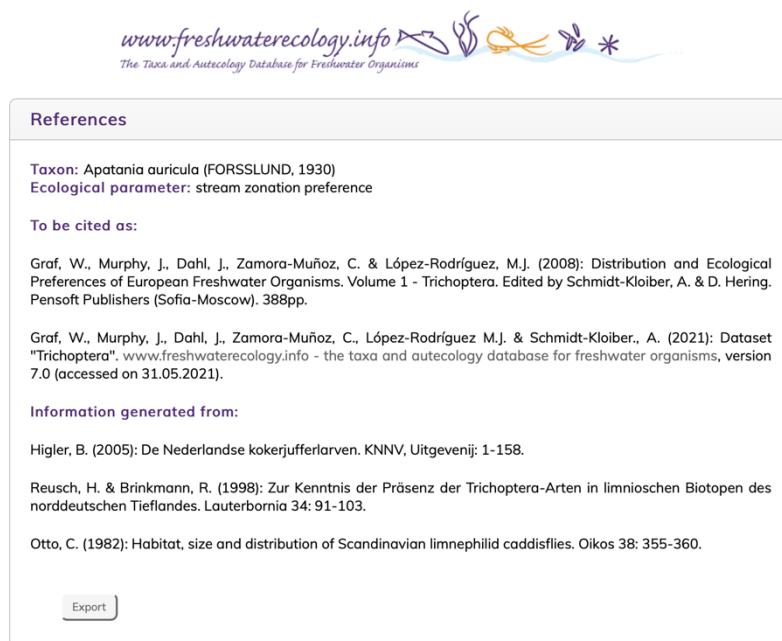 www.freshwaterecology.info
The Taxa and Autecology Database for Freshwater Organisms
References
Taxon: Apatania auricula (FORSSLUND, 1930)
Ecological parameter: stream zonation preference
To be cited as:
Graf, W., Murphy, J., Dahl, J., Zamora-Muñoz, C. & López-Rodríguez, M.J. (2008): Distribution and Ecological
Preferences of European Freshwater Organisms. Volume 1 - Trichoptera. Edited by Schmidt-Kloiber, A. & D. Hering.
Pensoft Publishers (Sofia-Moscow). 388pp.
Graf, W., Murphy, J., Dahl, J., Zamora-Muñoz, C., López-Rodríguez M.J. & Schmidt-Kloiber., A. (2021): Dataset
"Trichoptera". www.freshwaterecology.info - the taxa and autecology database for freshwater organisms, version
7.0 (accessed on 31.05.2021).
Information generated from:
Higler, B. (2005): De Nederlandse kokerjufferlarven. KNNV, Uitgevenij: 1-158.
Reusch, H. & Brinkmann, R. (1998): Zur Kenntnis der Präsenz der Trichoptera-Arten in limnioschen Biotopen des
norddeutschen Tieflandes. Lauterbornia 34: 91-103.
Otto, C. (1982): Habitat, size and distribution of Scandinavian limnephilid caddisflies. Oikos 38: 355-360.
Export